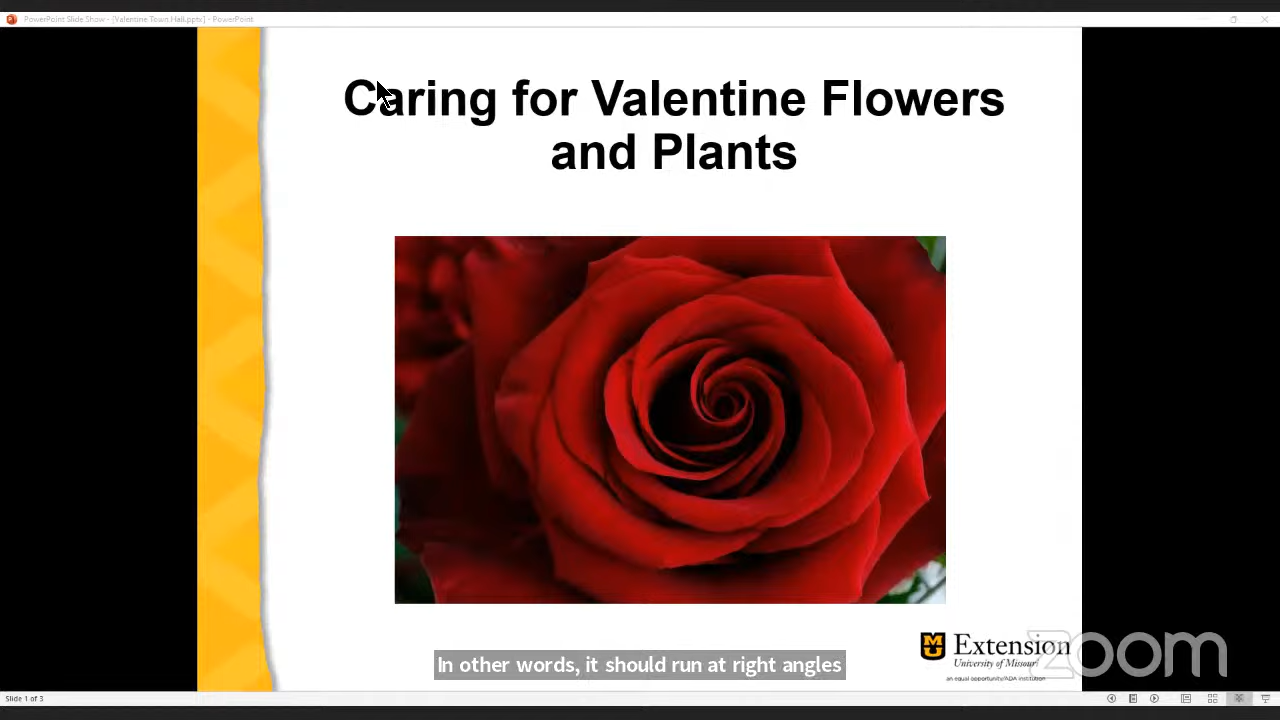 PowerPoint Slide Show - [Valentine Town Hall.pptx] - PowerPoint
Caring for Valentine Flowers
and Plants
Extension
University of Missouri
an equal opportunity/ADA institution
zoom
In other words, it should run at right angles
Slide 1 of 3